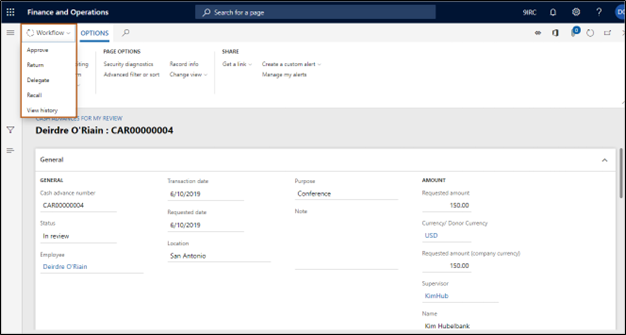 Finance and Operations
Search for a page
9IRC
DO
Workflow
OPTIONS
Approve
Return
Delegate
Recall
View history
PAGE OPTIONS
Security diagnostics
Record info
Advanced filter or sort
Change view
SHARE
Get a link
Create a custom alert
Manage my alerts
CASH ADVANCES FOR MY REVIEW
Deirdre O'Riain : CAR00000004
General
GENERAL
Cash advance number
CAR00000004
Status
In review
Employee
Deirdre O'Riain
Transaction date
6/10/2019
Requested date
6/10/2019
Location
San Antonio
Purpose
Conference
Note
AMOUNT
Requested amount
150.00
Currency/ Donor Currency
USD
Requested amount (company currency)
150.00
Supervisor
KimHub
Name
Kim Hubelbank